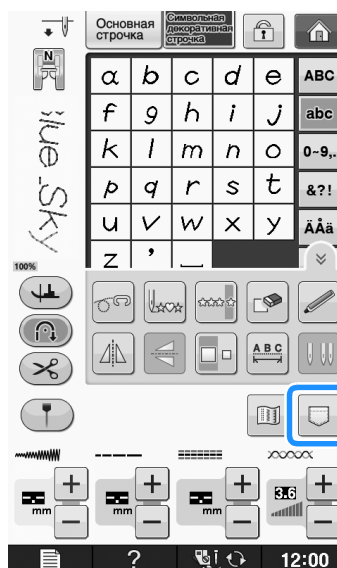 Основная строчка
Символьная декоративная строчка
N
a b c d e ABC
f g h i j abc
k l m n o 0~9,.
p q r s t &?!
u v w x y ÄÅä
z ’ _
Blue_Sky
100%
A B C
mm
mm
mm
3.6
?
12:00